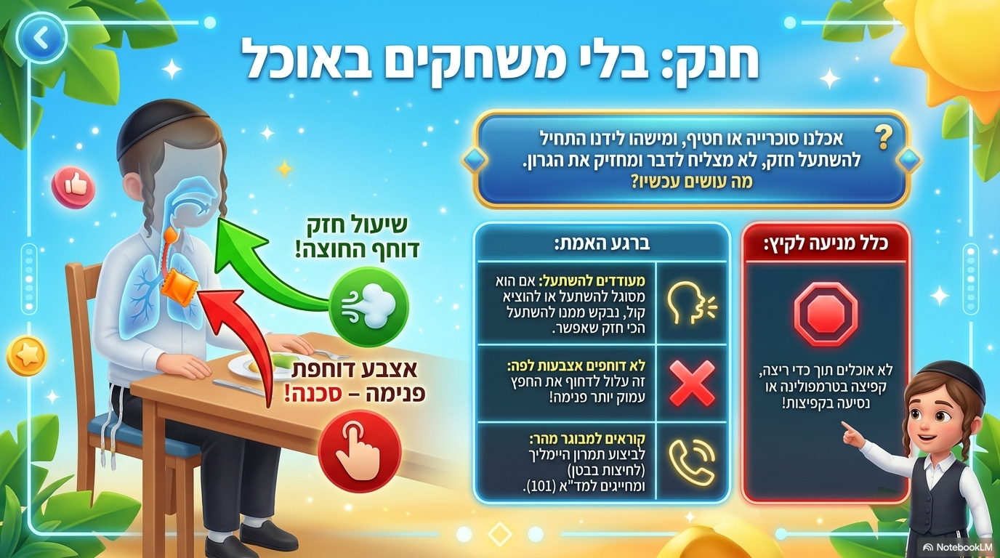 חנק: בלי משחקים באוכל
?
אכלנו סוכרייה או חטיף, ומישהו לידנו התחיל
להשתעל חזק, לא מצליח לדבר ומחזיק את הגרון.
מה עושים עכשיו?
כלל מניעה לקיץ:
לא אוכלים תוך כדי ריצה,
קפיצה בטרמפולינה או
נסיעה בקפיצות!
ברגע האמת:
מעודדים להשתעל: אם הוא
מסוגל להשתעל או להוציא
קול, נבקש ממנו להשתעל
הכי חזק שאפשר.
לא דוחפים אצבעות לפה:
זה עלול לדחוף את החפץ
עמוק יותר פנימה!
קוראים למבוגר מהר:
לביצוע תמרון היימליך
(לחיצות בבטן)
ומחייגים למד"א (101).
שיעול חזק
דוחף החוצה!
אצבע דוחפת
פנימה – סכנה!
NotebookLM